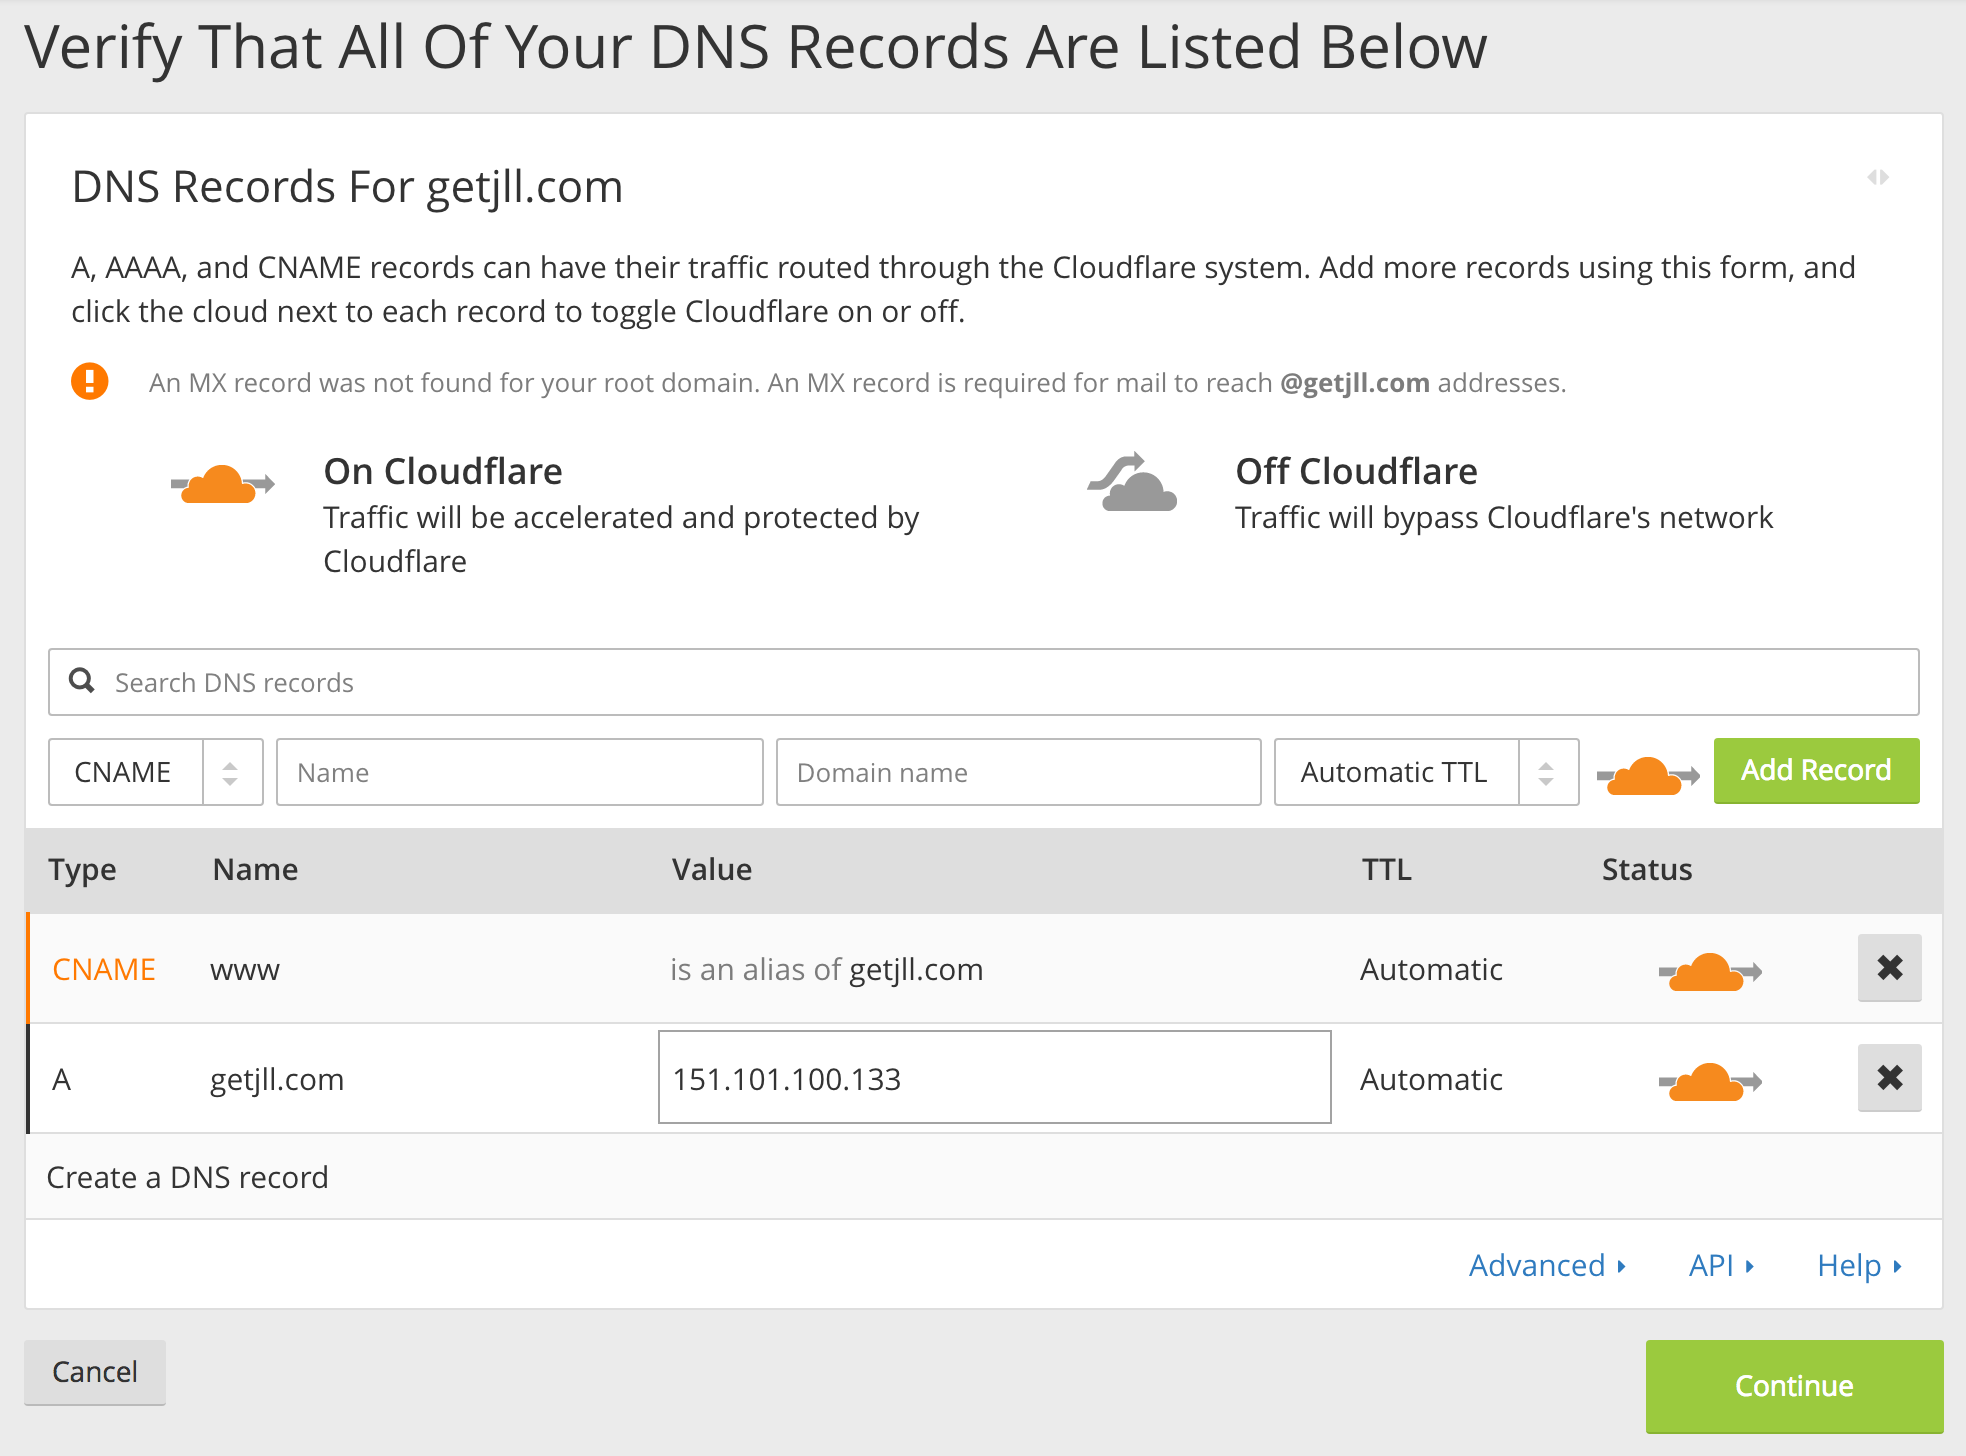 Verify That All Of Your DNS Records Are Listed Below
DNS Records For getjll.com
A, AAAA, and CNAME records can have their traffic routed through the Cloudflare system. Add more records using this form, and
click the cloud next to each record to toggle Cloudflare on or off.
An MX record was not found for your root domain. An MX record is required for mail to reach @getjll.com addresses.
On Cloudflare
Traffic will be accelerated and protected by
Cloudflare
Off Cloudflare
Traffic will bypass Cloudflare's network
Search DNS records
CNAME Name Domain name Automatic TTL Add Record
Type Name Value TTL Status
CNAME www is an alias of getjll.com Automatic
A getjll.com 151.101.100.133 Automatic
Create a DNS record
Advanced API Help
Cancel Continue